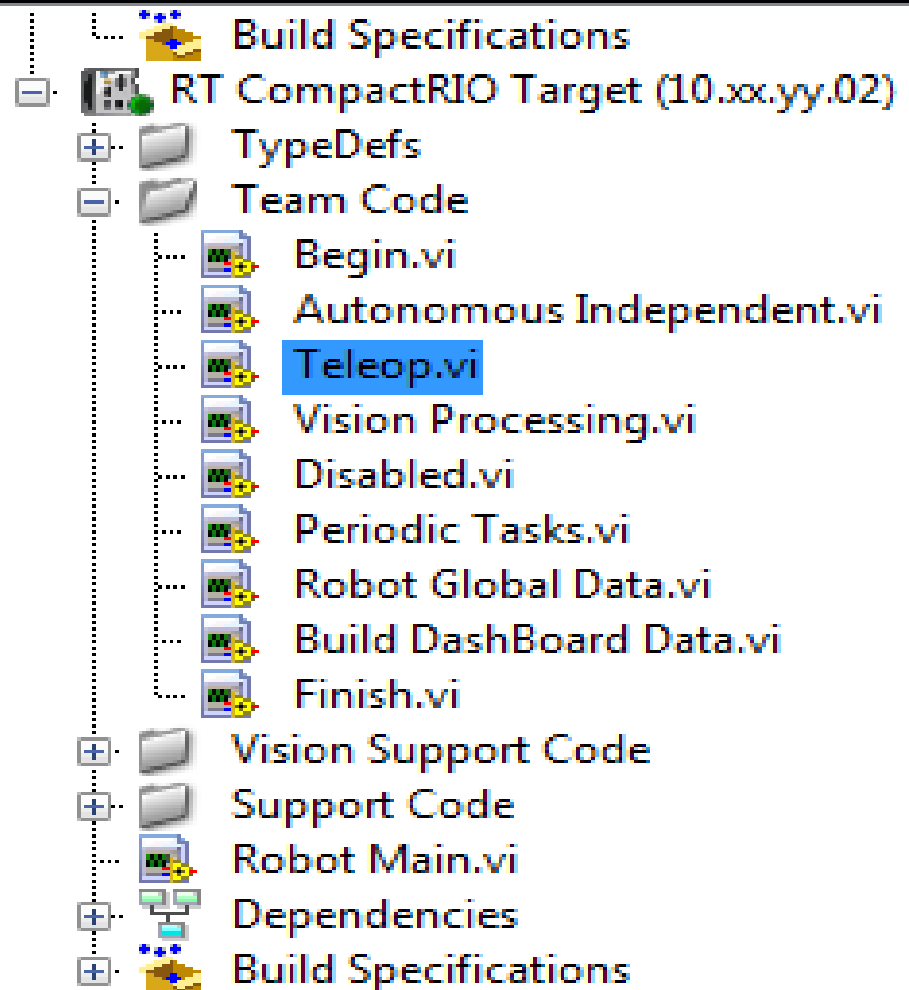 Build Specifications
RT CompactRIO Target (10.xx.yy.02)
TypeDefs
Team Code
Begin.vi
Autonomous Independent.vi
Teleop.vi
Vision Processing.vi
Disabled.vi
Periodic Tasks.vi
Robot Global Data.vi
Build DashBoard Data.vi
Finish.vi
Vision Support Code
Support Code
Robot Main.vi
Dependencies
Build Specifications